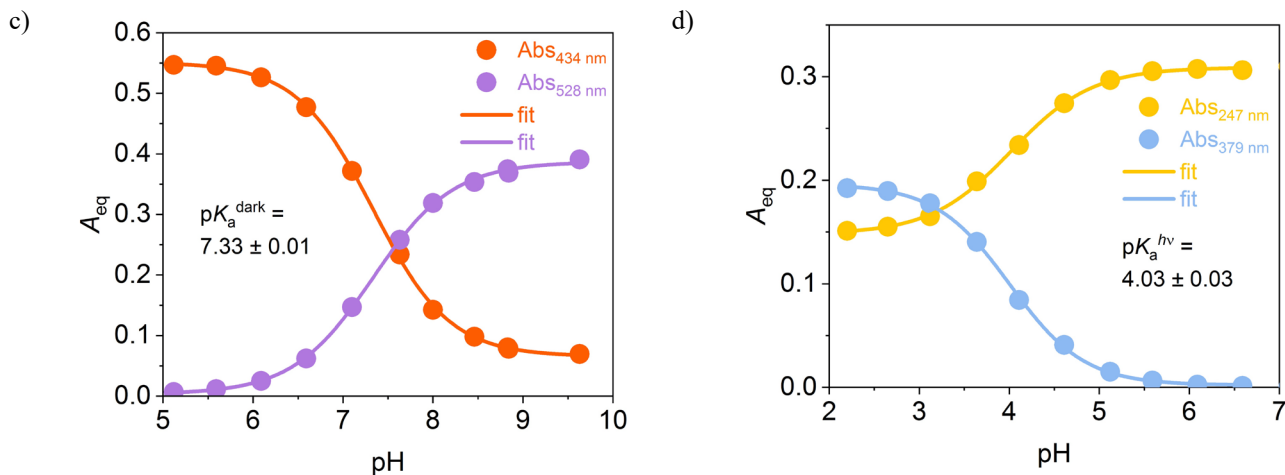 c)
0.6
0.5
0.4
0.3
0.2
0.1
0.0
A_eq
Abs_434 nm
Abs_528 nm
fit
fit
pK_a^dark =
7.33 ± 0.01
5 6 7 8 9 10
pH
d)
0.3
0.2
0.1
0.0
A_eq
Abs_247 nm
Abs_379 nm
fit
fit
pK_a^hν =
4.03 ± 0.03
2 3 4 5 6 7
pH